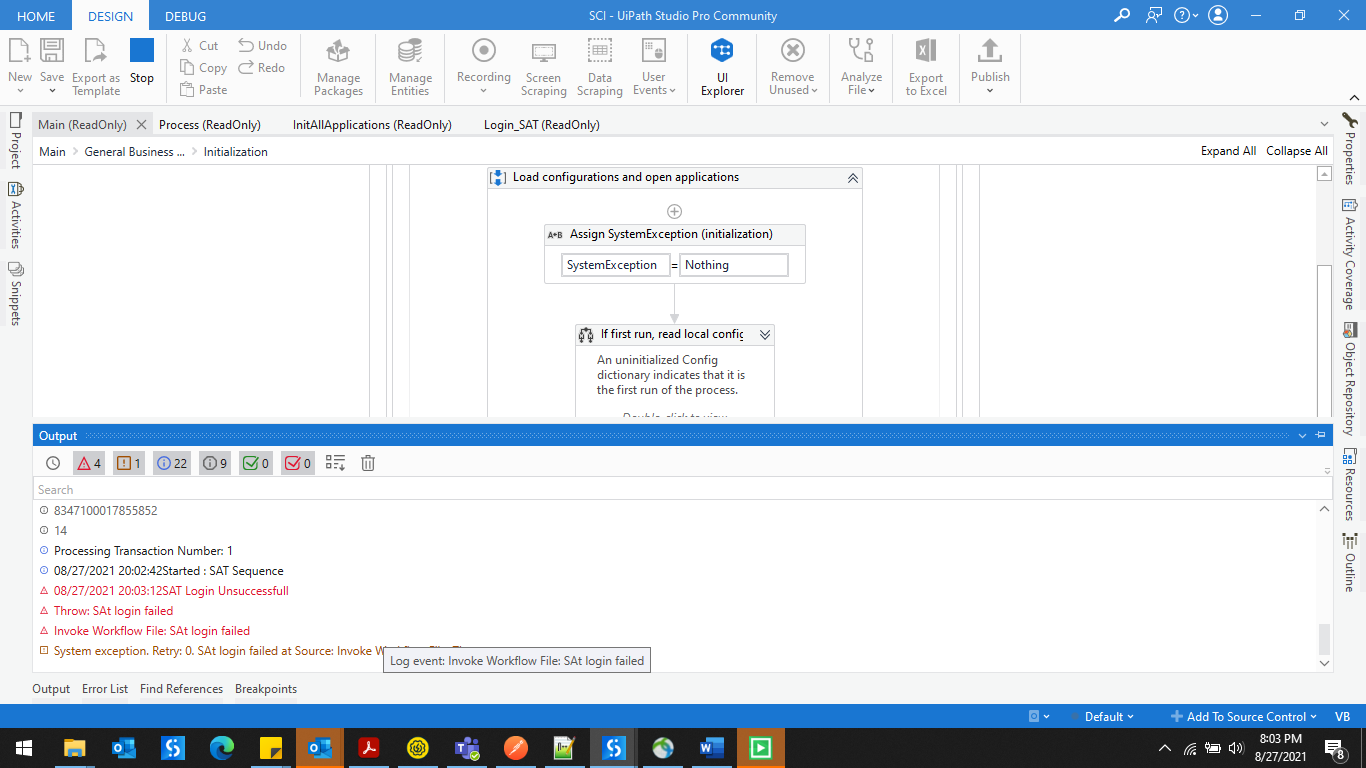 HOME DESIGN DEBUG SCI - UiPath Studio Pro Community
New Save Export as Template Stop Cut Copy Paste Undo Redo Manage Packages Manage Entities Recording Screen Scraping Data Scraping User Events UI Explorer Remove Unused Analyze File Export to Excel Publish
Main (ReadOnly) Process (ReadOnly) InitAllApplications (ReadOnly) Login_SAT (ReadOnly)
Main General Business ... Initialization Expand All Collapse All
Project
Activities
Snippets
Load configurations and open applications
A+B Assign SystemException (initialization)
SystemException = Nothing
If first run, read local config
An uninitialized Config
dictionary indicates that it is
the first run of the process.
Double-click to view
Properties
Activity Coverage
Object Repository
Resources
Outline
Output
4 1 22 9 0 0
Search
8347100017855852
14
Processing Transaction Number: 1
08/27/2021 20:02:42Started : SAT Sequence
08/27/2021 20:03:12SAT Login Unsuccessfull
Throw: SAt login failed
Invoke Workflow File: SAt login failed
System exception. Retry: 0. SAt login failed at Source: Invoke
Log event: Invoke Workflow File: SAt login failed
Output Error List Find References Breakpoints
Default Add To Source Control VB
8:03 PM
8/27/2021
8